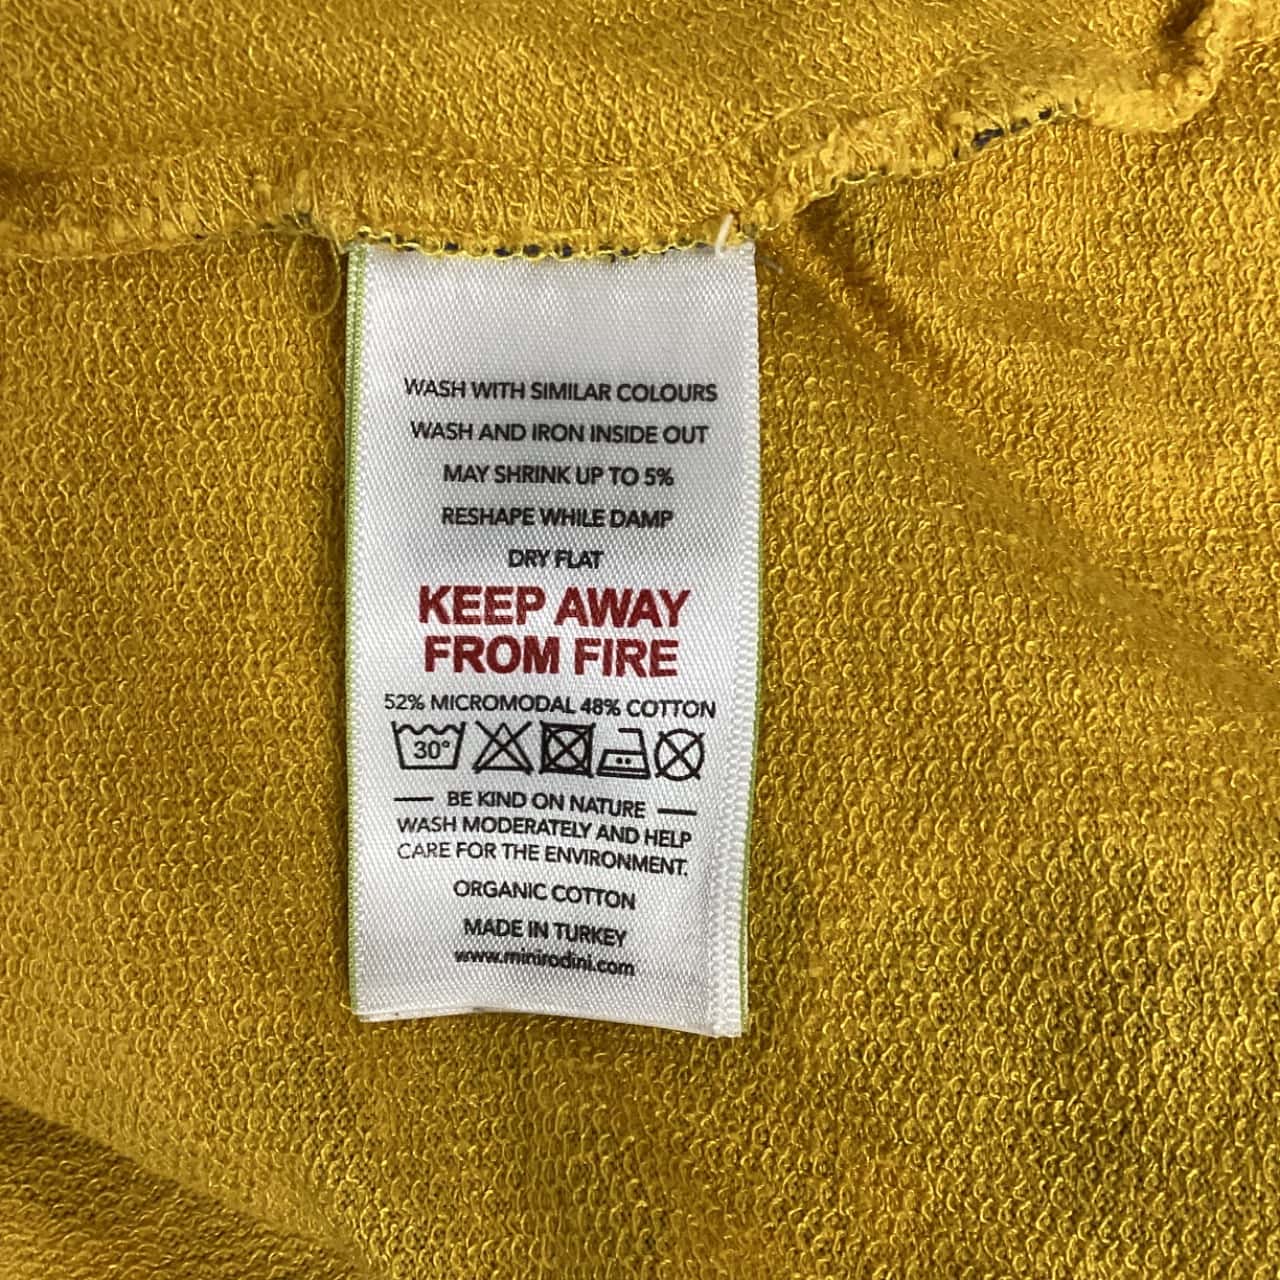 WASH WITH SIMILAR COLOURS
WASH AND IRON INSIDE OUT
MAY SHRINK UP TO 5%
RESHAPE WHILE DAMP
DRY FLAT
KEEP AWAY
FROM FIRE
52% MICROMODAL 48% COTTON
30°
BE KIND ON NATURE
WASH MODERATELY AND HELP
CARE FOR THE ENVIRONMENT.
ORGANIC COTTON
MADE IN TURKEY
www.minirodini.com